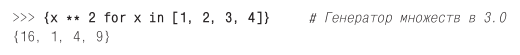 >>> {x ** 2 for x in [1, 2, 3, 4]} # Генератор множеств в 3.0
{16, 1, 4, 9}